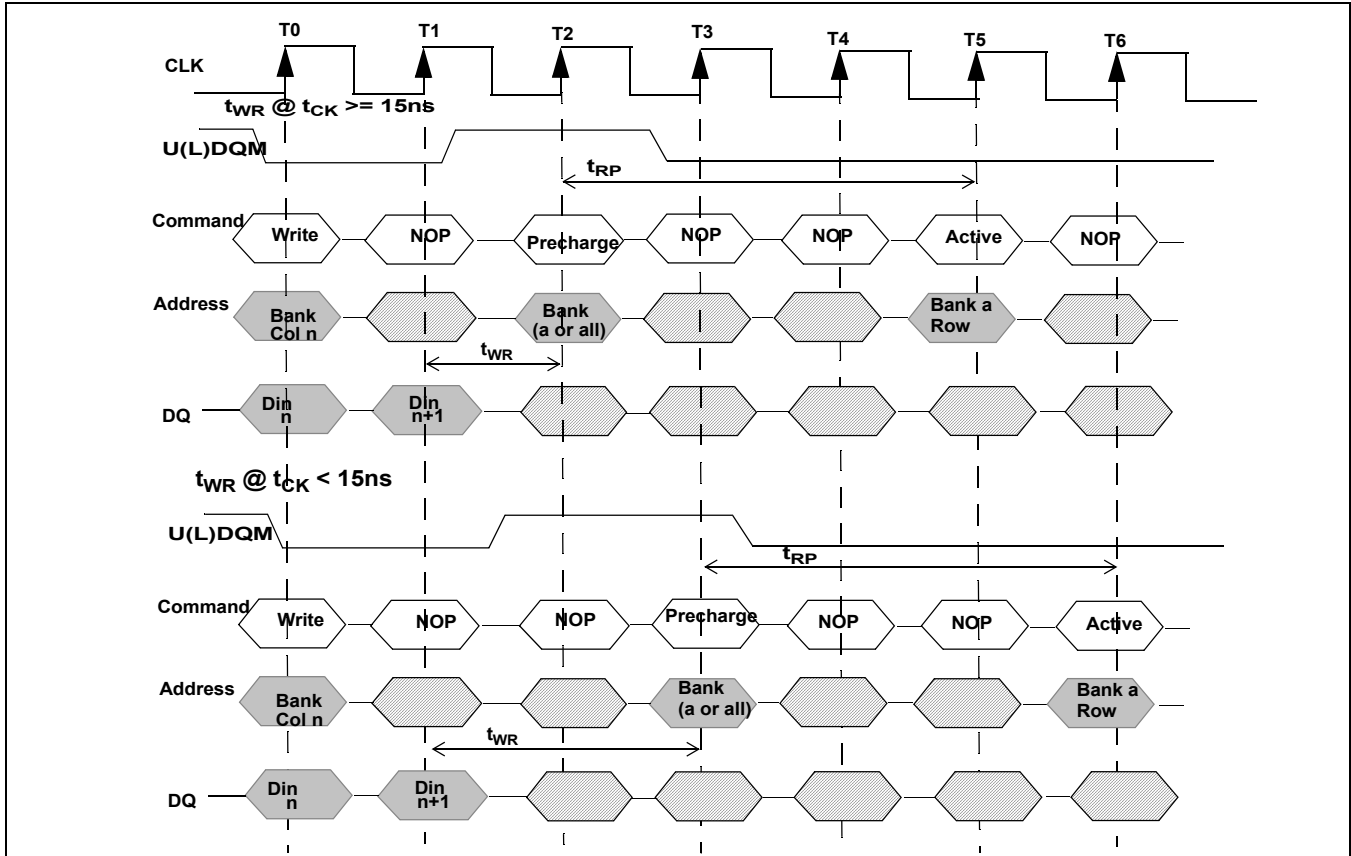 T0 T1 T2 T3 T4 T5 T6
CLK
tWR @ tCK >= 15ns
U(L)DQM
tRP
Command Write NOP Precharge NOP NOP Active NOP
Address Bank Col n Bank (a or all) Bank a Row
tWR
DQ Din n Din n+1
tWR @ tCK < 15ns
U(L)DQM
tRP
Command Write NOP NOP Precharge NOP NOP Active
Address Bank Col n Bank (a or all) Bank a Row
tWR
DQ Din n Din n+1